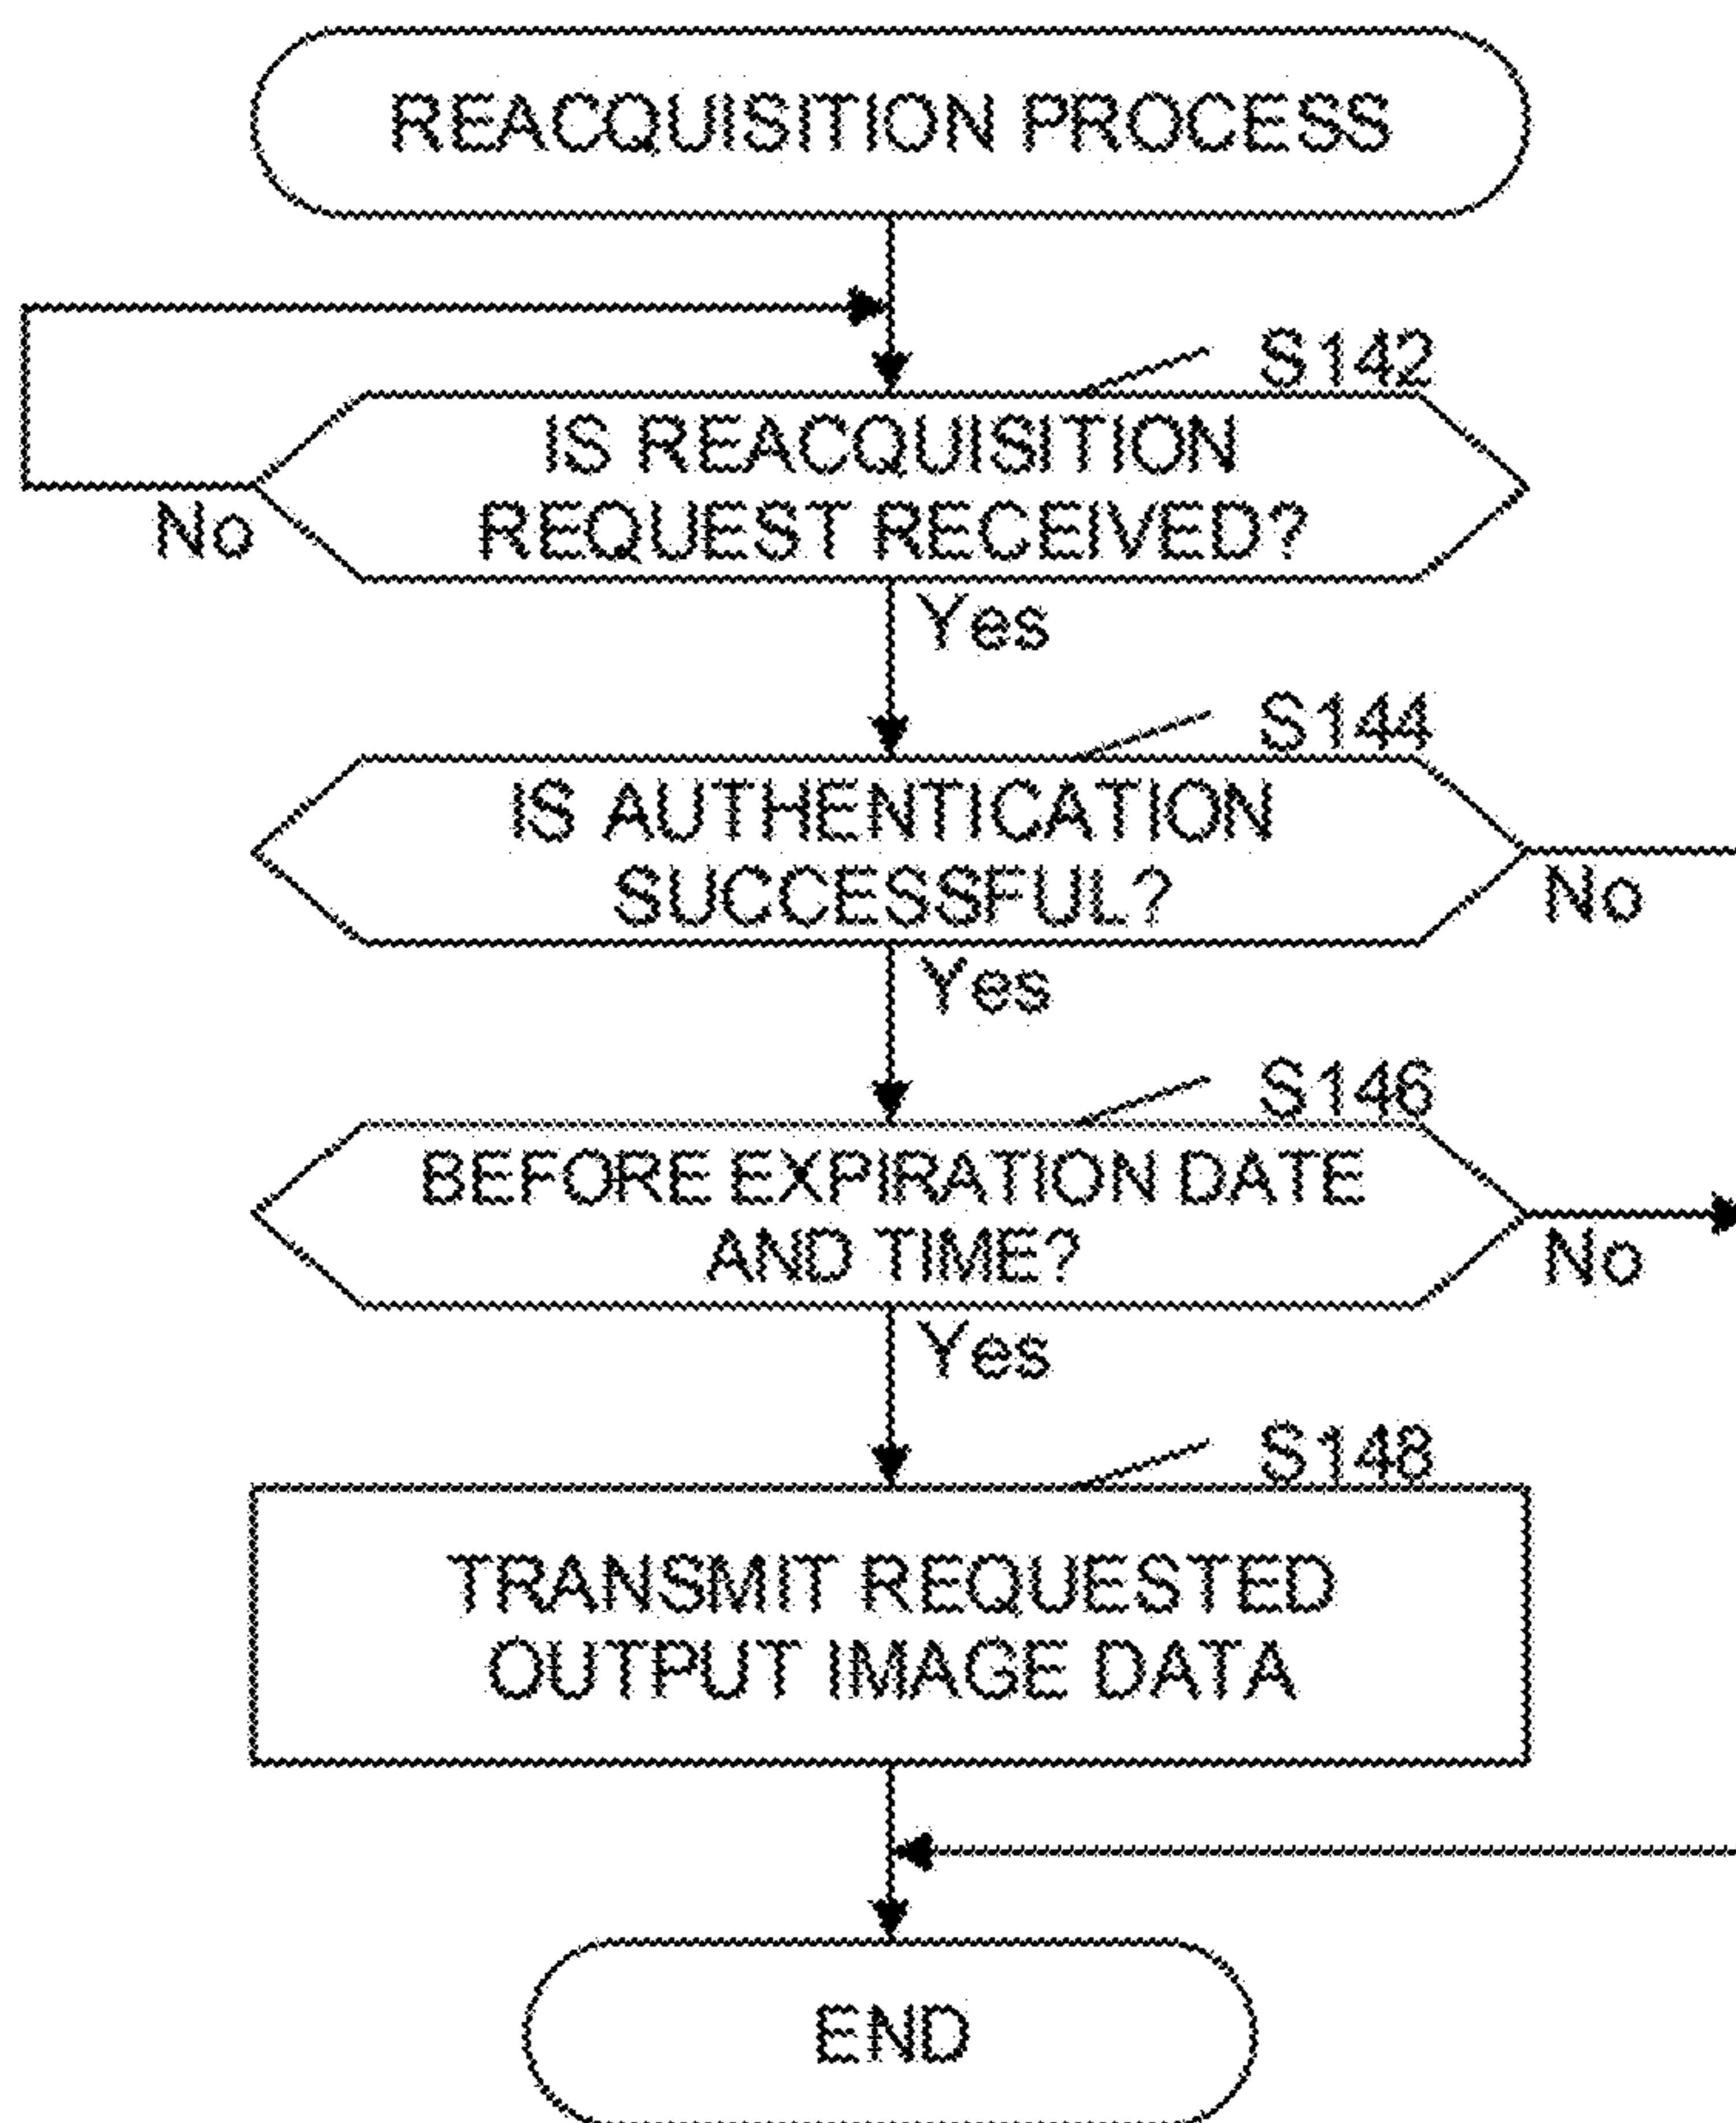 REACQUISITION PROCESS
S142
IS REACQUISITION
REQUEST RECEIVED?
No
Yes
S144
IS AUTHENTICATION
SUCCESSFUL?
No
Yes
S146
BEFORE EXPIRATION DATE
AND TIME?
No
Yes
S148
TRANSMIT REQUESTED
OUTPUT IMAGE DATA
END